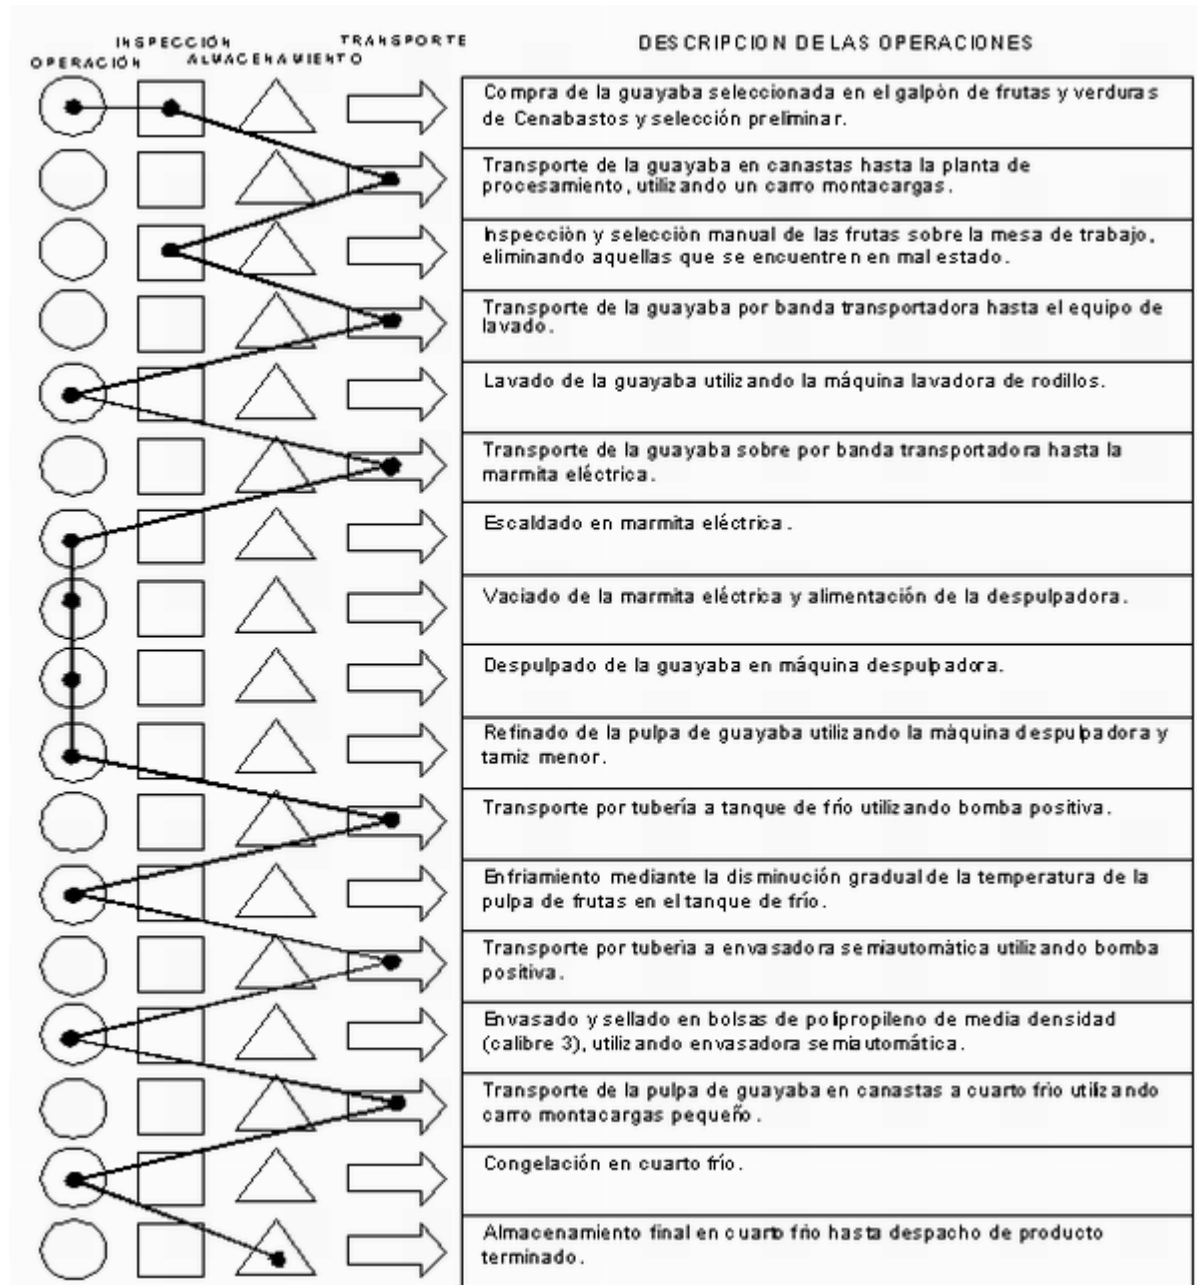 OPERACIÓN
INSPECCIÓN
ALMACENAMIENTO
TRANSPORTE
DESCRIPCION DE LAS OPERACIONES
Compra de la guayaba seleccionada en el galpòn de frutas y verduras
de Cenabastos y selección preliminar.
Transporte de la guayaba en canastas hasta la planta de
procesamiento, utilizando un carro montacargas.
Inspecciòn y selecciòn manual de las frutas sobre la mesa de trabajo,
eliminando aquellas que se encuentren en mal estado.
Transporte de la guayaba por banda transportadora hasta el equipo de
lavado.
Lavado de la guayaba utilizando la máquina lavadora de rodillos.
Transporte de la guayaba sobre por banda transportadora hasta la
marmita eléctrica.
Escaldado en marmita eléctrica.
Vaciado de la marmita eléctrica y alimentación de la despulpadora.
Despulpado de la guayaba en máquina despulpadora.
Refinado de la pulpa de guayaba utilizando la màquina despulpadora y
tamiz menor.
Transporte por tubería a tanque de frío utilizando bomba positiva.
Enfriamiento mediante la disminución gradual de la temperatura de la
pulpa de frutas en el tanque de frío.
Transporte por tuberìa a envasadora semiautomàtica utilizando bomba
positiva.
Envasado y sellado en bolsas de polipropileno de media densidad
(calibre 3), utilizando envasadora semiautomática.
Transporte de la pulpa de guayaba en canastas a cuarto frìo utilizando
carro montacargas pequeño.
Congelación en cuarto frío.
Almacenamiento final en cuarto frìo hasta despacho de producto
terminado.